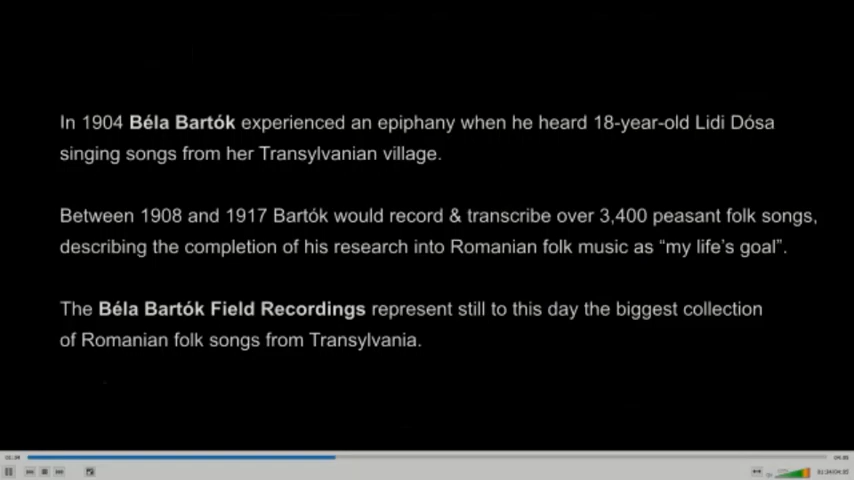 In 1904 Béla Bartók experienced an epiphany when he heard 18-year-old Lidi Dósa
singing songs from her Transylvanian village.
Between 1908 and 1917 Bartók would record & transcribe over 3,400 peasant folk songs,
describing the completion of his research into Romanian folk music as “my life’s goal”.
The Béla Bartók Field Recordings represent still to this day the biggest collection
of Romanian folk songs from Transylvania.